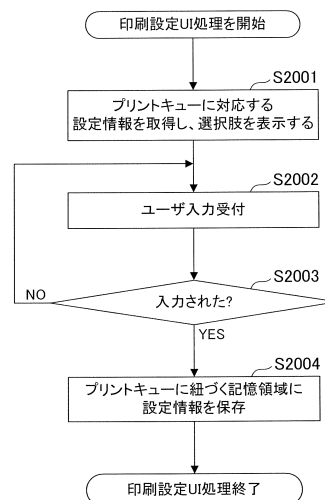 印刷設定UI処理を開始
S2001
プリントキューに対応する
設定情報を取得し、選択肢を表示する
S2002
ユーザ入力受付
S2003
入力された?
NO
YES
S2004
プリントキューに紐づく記憶領域に
設定情報を保存
印刷設定UI処理終了